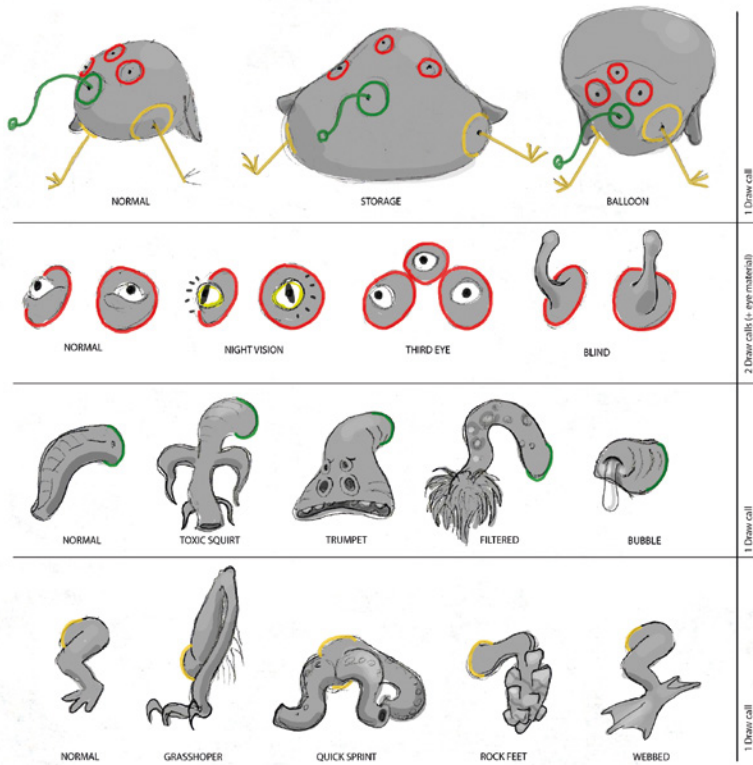 NORMAL
STORAGE
BALLOON
1 Draw call
NORMAL
NIGHT VISION
THIRD EYE
BLIND
2 Draw calls (+ eye material)
NORMAL
TOXIC SQUIRT
TRUMPET
FILTERED
BUBBLE
1 Draw call
NORMAL
GRASSHOPER
QUICK SPRINT
ROCK FEET
WEBBED
1 Draw call